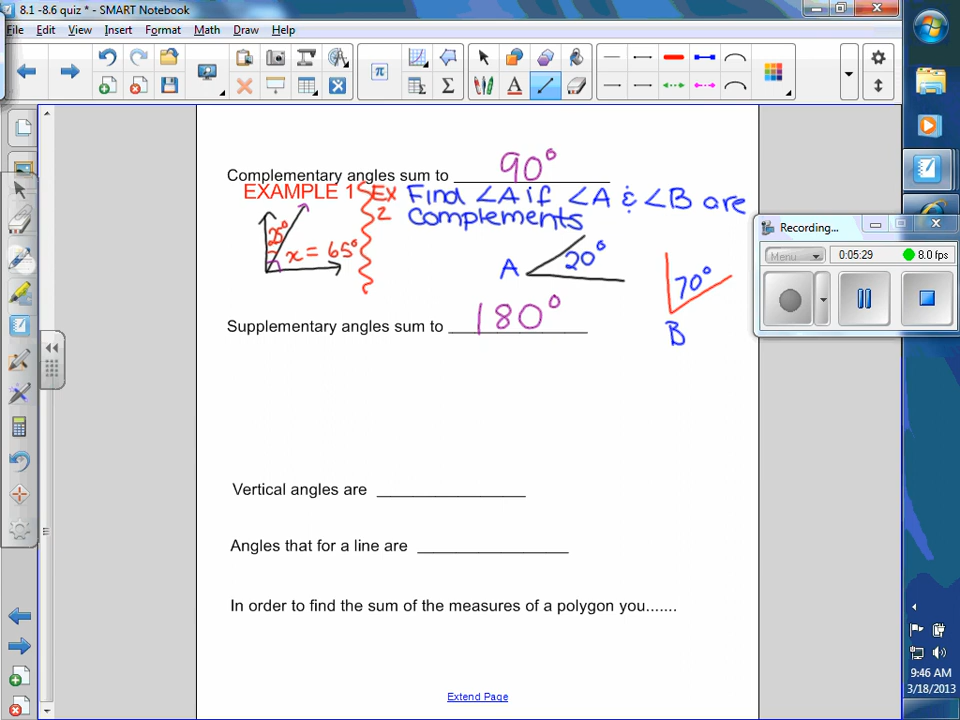 8.1 -8.6 quiz * - SMART Notebook
File Edit View Insert Format Math Draw Help
Complementary angles sum to 90°
EXAMPLE 1
25°
x = 65°
Ex 2
Find ∠A if ∠A & ∠B are
complements
A
20°
70°
B
Supplementary angles sum to 180°
Vertical angles are ________________
Angles that for a line are ________________
In order to find the sum of the measures of a polygon you.......
Extend Page
Recording...
Menu
0:05:29
8.0 fps
9:46 AM
3/18/2013